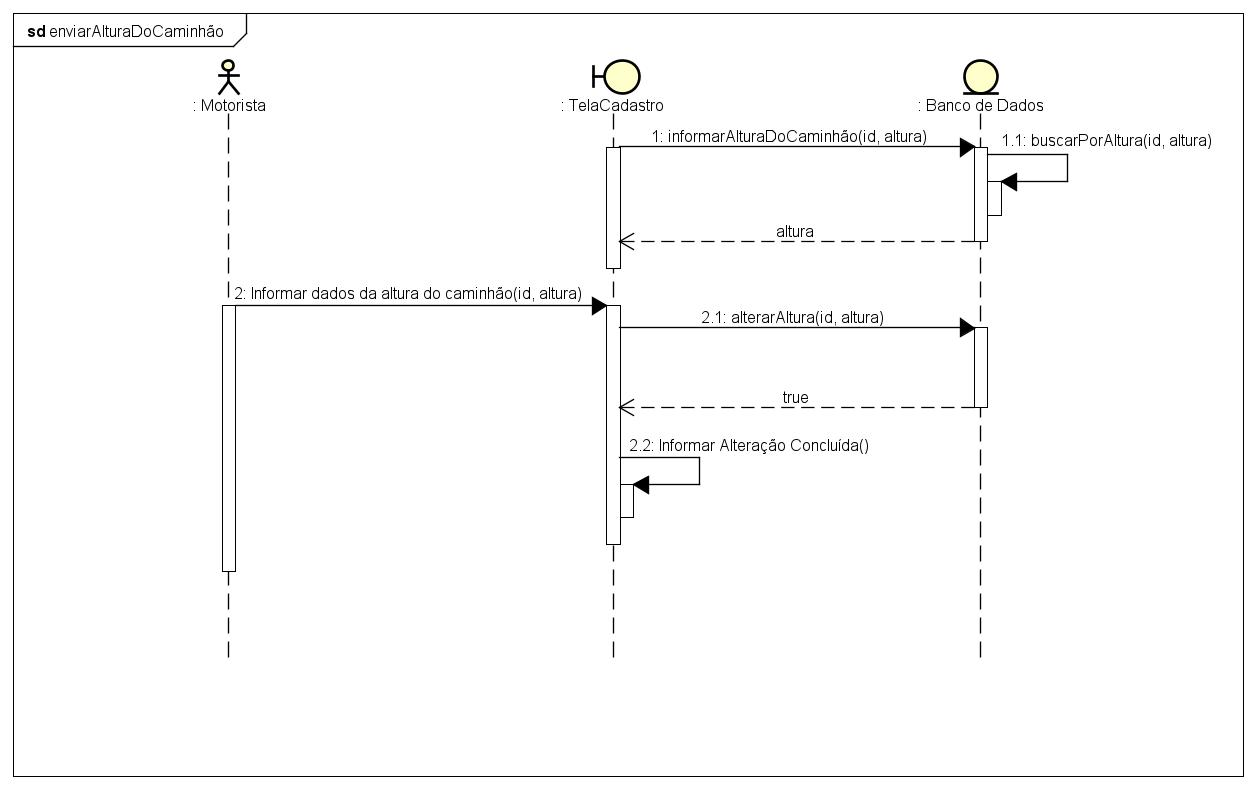 sd enviarAlturaDoCaminhão
: Motorista
: TelaCadastro
: Banco de Dados
1: informarAlturaDoCaminhão(id, altura)
1.1: buscarPorAltura(id, altura)
altura
2: Informar dados da altura do caminhão(id, altura)
2.1: alterarAltura(id, altura)
true
2.2: Informar Alteração Concluída()